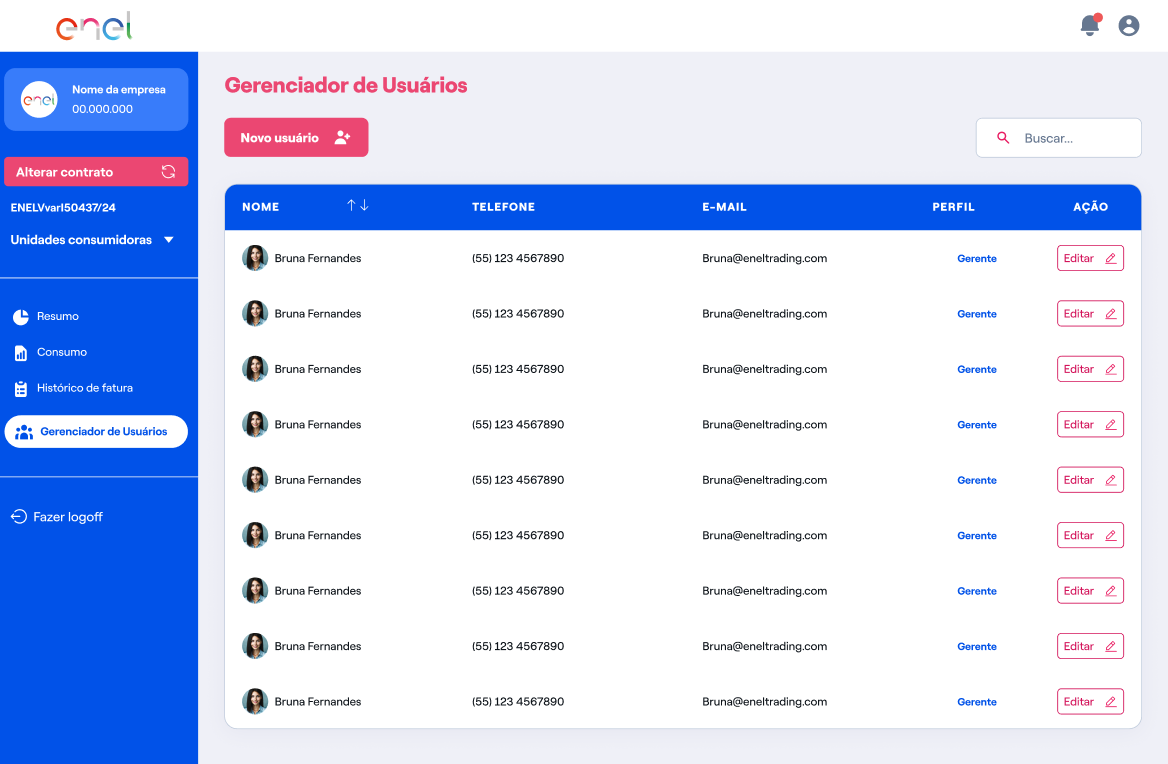 enel
enel
Nome da empresa
00.000.000
Alterar contrato
ENELVvarI50437/24
Unidades consumidoras
Resumo
Consumo
Histórico de fatura
Gerenciador de Usuários
Fazer logoff
Gerenciador de Usuários
Novo usuário
Buscar...
NOME TELEFONE E-MAIL PERFIL AÇÃO
Bruna Fernandes (55) 123 4567890 Bruna@eneltrading.com Gerente Editar
Bruna Fernandes (55) 123 4567890 Bruna@eneltrading.com Gerente Editar
Bruna Fernandes (55) 123 4567890 Bruna@eneltrading.com Gerente Editar
Bruna Fernandes (55) 123 4567890 Bruna@eneltrading.com Gerente Editar
Bruna Fernandes (55) 123 4567890 Bruna@eneltrading.com Gerente Editar
Bruna Fernandes (55) 123 4567890 Bruna@eneltrading.com Gerente Editar
Bruna Fernandes (55) 123 4567890 Bruna@eneltrading.com Gerente Editar
Bruna Fernandes (55) 123 4567890 Bruna@eneltrading.com Gerente Editar
Bruna Fernandes (55) 123 4567890 Bruna@eneltrading.com Gerente Editar